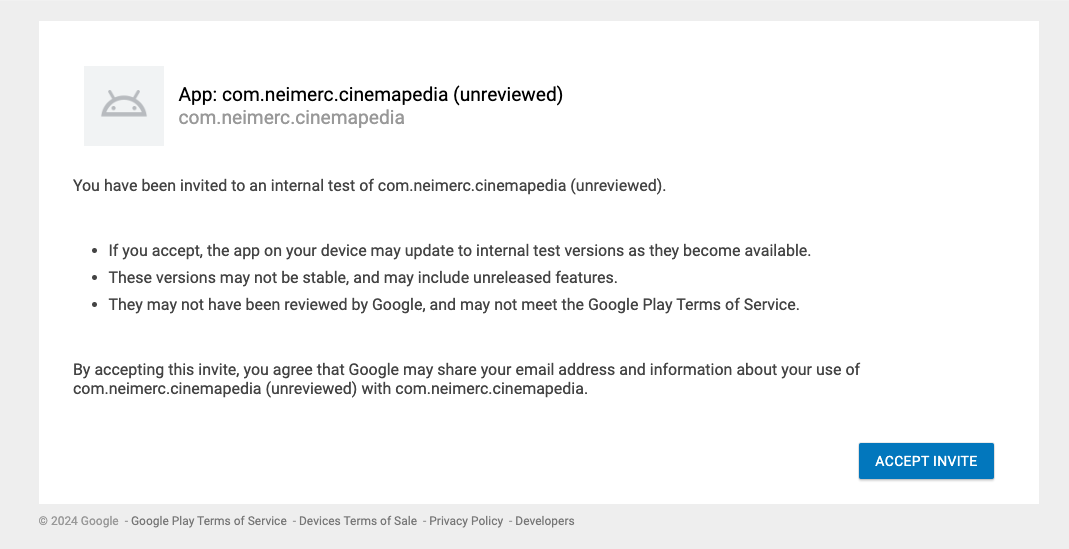 App: com.neimerc.cinemapedia (unreviewed)
com.neimerc.cinemapedia
You have been invited to an internal test of com.neimerc.cinemapedia (unreviewed).
• If you accept, the app on your device may update to internal test versions as they become available.
• These versions may not be stable, and may include unreleased features.
• They may not have been reviewed by Google, and may not meet the Google Play Terms of Service.
By accepting this invite, you agree that Google may share your email address and information about your use of
com.neimerc.cinemapedia (unreviewed) with com.neimerc.cinemapedia.
ACCEPT INVITE
© 2024 Google - Google Play Terms of Service - Devices Terms of Sale - Privacy Policy - Developers